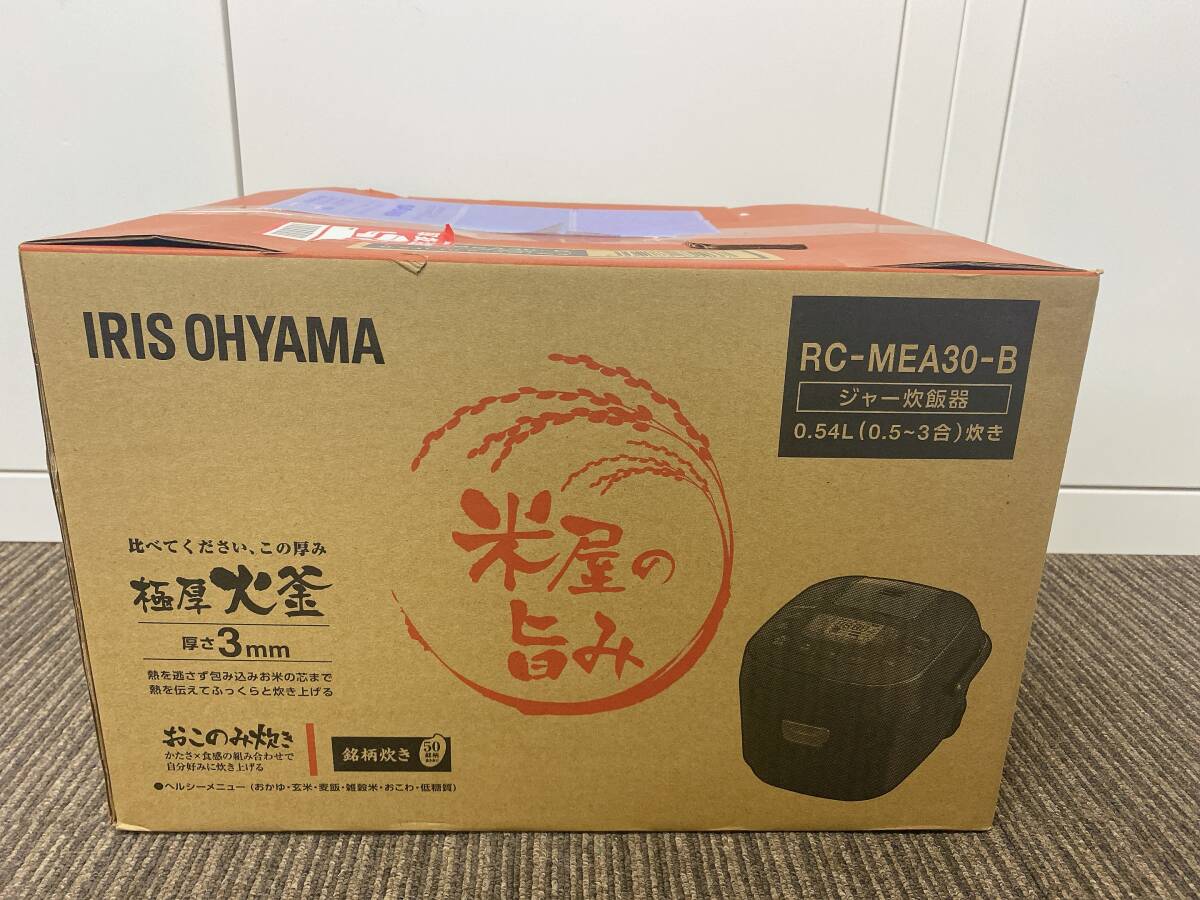 IRIS OHYAMA
RC-MEA30-B
ジャー炊飯器
0.54L(0.5~3合)炊き
米屋の
旨み
比べてください、この厚み
極厚火釜
厚さ3mm
熱を逃さず包み込みお米の芯まで
熱を伝えてふっくらと炊き上げる
おこのみ炊き
かたさ×食感の組み合わせで
自分好みに炊き上げる
銘柄炊き
50
銘柄
●ヘルシーメニュー(おかゆ・玄米・麦飯・雑穀米・おこわ・低糖質)